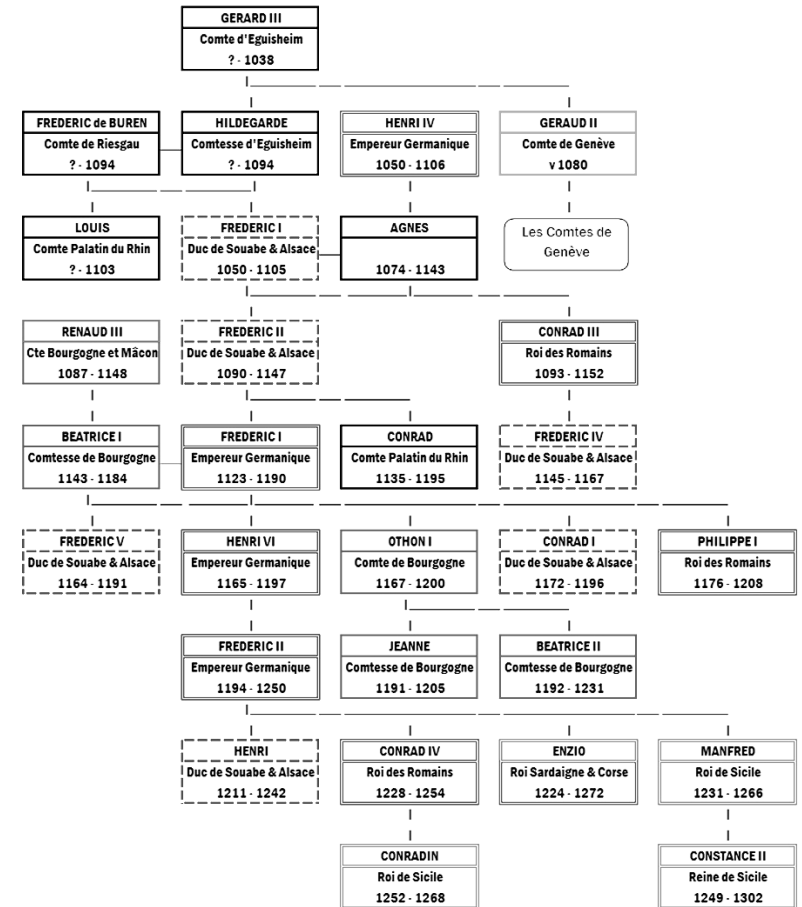 GERARD III
Comte d'Eguisheim
? - 1038
FREDERIC de BUREN
Comte de Riesgau
? - 1094
HILDEGARDE
Comtesse d'Eguisheim
? - 1094
HENRI IV
Empereur Germanique
1050 - 1106
GERAUD II
Comte de Genève
v 1080
LOUIS
Comte Palatin du Rhin
? - 1103
FREDERIC I
Duc de Souabe & Alsace
1050 - 1105
AGNES
1074 - 1143
Les Comtes de
Genève
RENAUD III
Cte Bourgogne et Mâcon
1087 - 1148
FREDERIC II
Duc de Souabe & Alsace
1090 - 1147
CONRAD III
Roi des Romains
1093 - 1152
BEATRICE I
Comtesse de Bourgogne
1143 - 1184
FREDERIC I
Empereur Germanique
1123 - 1190
CONRAD
Comte Palatin du Rhin
1135 - 1195
FREDERIC IV
Duc de Souabe & Alsace
1145 - 1167
FREDERIC V
Duc de Souabe & Alsace
1164 - 1191
HENRI VI
Empereur Germanique
1165 - 1197
OTHON I
Comte de Bourgogne
1167 - 1200
CONRAD I
Duc de Souabe & Alsace
1172 - 1196
PHILIPPE I
Roi des Romains
1176 - 1208
FREDERIC II
Empereur Germanique
1194 - 1250
JEANNE
Comtesse de Bourgogne
1191 - 1205
BEATRICE II
Comtesse de Bourgogne
1192 - 1231
HENRI
Duc de Souabe & Alsace
1211 - 1242
CONRAD IV
Roi des Romains
1228 - 1254
ENZIO
Roi Sardaigne & Corse
1224 - 1272
MANFRED
Roi de Sicile
1231 - 1266
CONRADIN
Roi de Sicile
1252 - 1268
CONSTANCE II
Reine de Sicile
1249 - 1302